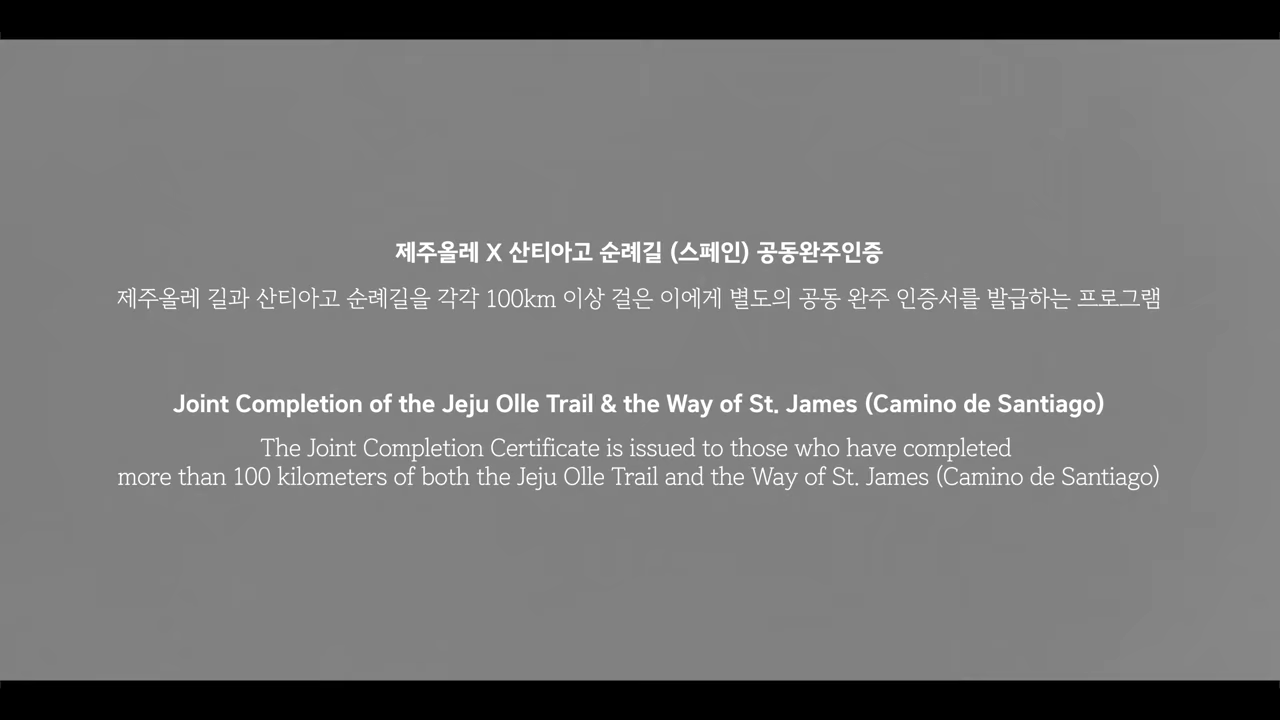 제주올레 X 산티아고 순례길 (스페인) 공동완주인증
제주올레 길과 산티아고 순례길을 각각 100km 이상 걸은 이에게 별도의 공동 완주 인증서를 발급하는 프로그램
Joint Completion of the Jeju Olle Trail & the Way of St. James (Camino de Santiago)
The Joint Completion Certificate is issued to those who have completed
more than 100 kilometers of both the Jeju Olle Trail and the Way of St. James (Camino de Santiago)